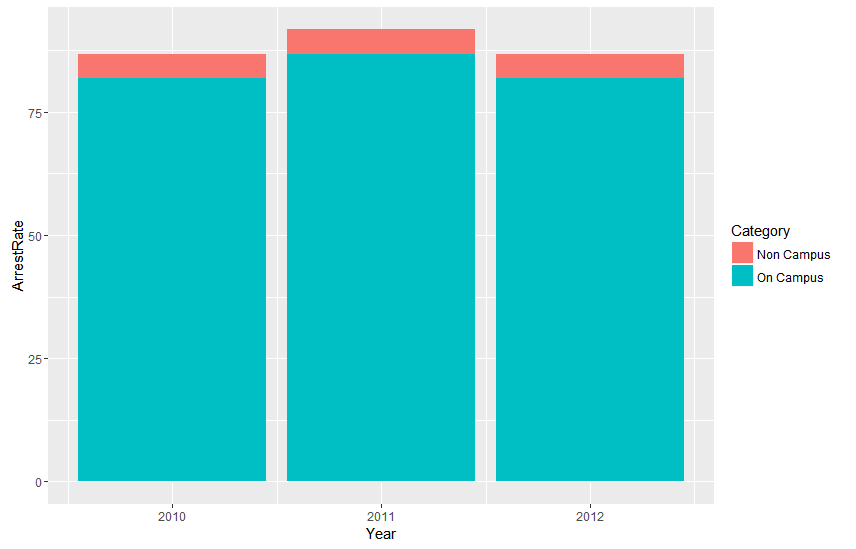 ArrestRate
75
50
25
0
2010 2011 2012
Year
Category
Non Campus
On Campus